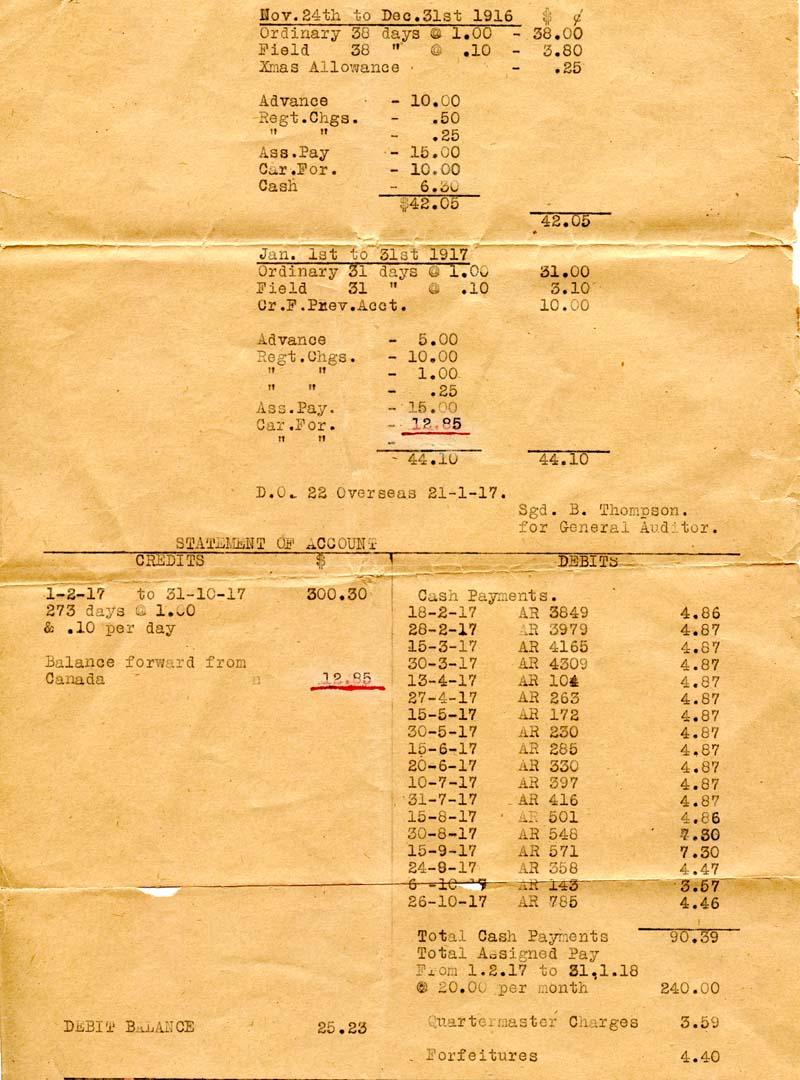 Nov.24th to Dec.31st 1916 $ ¢
Ordinary 38 days @ 1.00 - 38.00
Field 38 " @ .10 - 3.80
Xmas Allowance - .25
Advance - 10.00
Regt.Chgs. - .50
" " - .25
Ass.Pay - 15.00
Car.For. - 10.00
Cash - 6.30
$42.05 42.05
Jan. 1st to 31st 1917
Ordinary 31 days @ 1.00 31.00
Field 31 " @ .10 3.10
Cr.F.Prev.Acct. 10.00
Advance - 5.00
Regt.Chgs. - 10.00
" " - 1.00
" " - .25
Ass.Pay. - 15.00
Car.For. - 12.85
" " -
- 44.10 44.10
D.O. 22 Overseas 21-1-17.
Sgd. B. Thompson.
for General Auditor.
STATEMENT OF ACCOUNT
CREDITS $ DEBITS
1-2-17 to 31-10-17 300.30
273 days @ 1.00
& .10 per day
Balance forward from
Canada " 12.85
DEBIT BALANCE 25.23
Cash Payments.
18-2-17 AR 3849 4.86
28-2-17 AR 3979 4.87
15-3-17 AR 4165 4.87
30-3-17 AR 4309 4.87
13-4-17 AR 104 4.87
27-4-17 AR 263 4.87
15-5-17 AR 172 4.87
30-5-17 AR 230 4.87
15-6-17 AR 285 4.87
20-6-17 AR 330 4.87
10-7-17 AR 397 4.87
31-7-17 AR 416 4.87
15-8-17 AR 501 4.86
30-8-17 AR 548 7.30
15-9-17 AR 571 7.30
24-9-17 AR 358 4.47
6-10-17 AR 143 3.57
26-10-17 AR 785 4.46
Total Cash Payments 90.39
Total Assigned Pay
From 1.2.17 to 31.1.18
@ 20.00 per month 240.00
Quartermaster Charges 3.59
Forfeitures 4.40